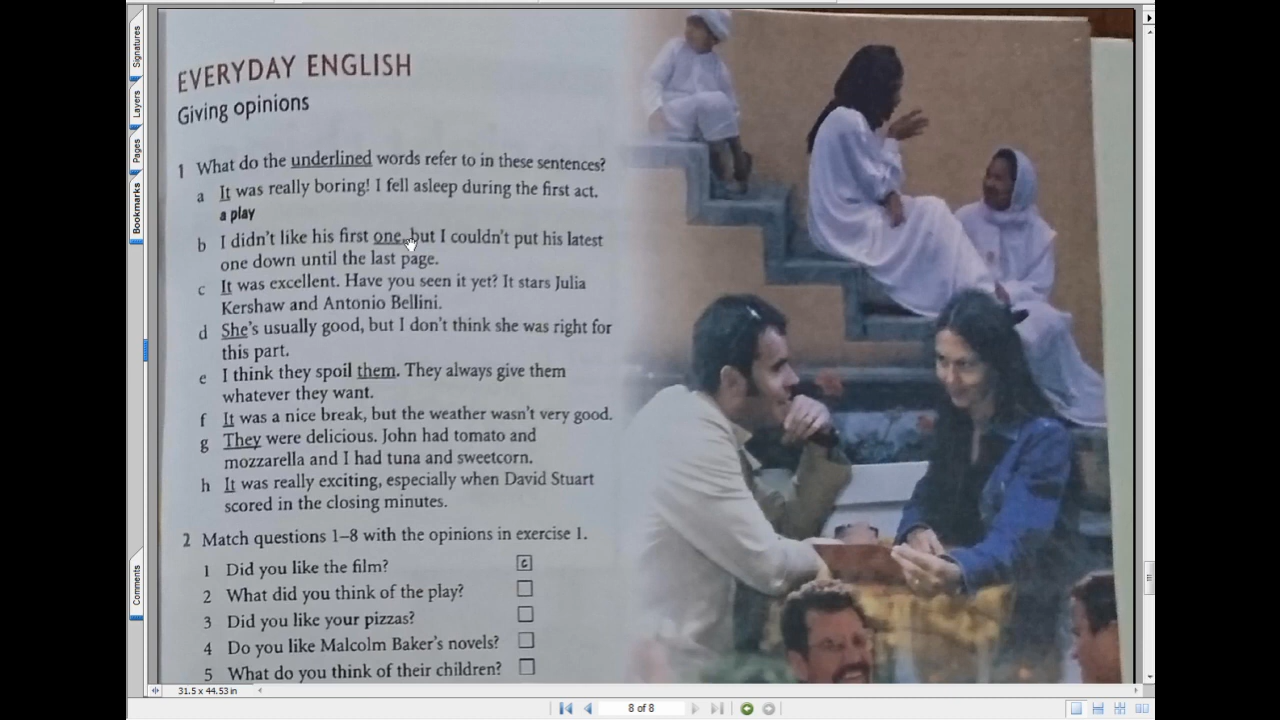 Signatures
Layers
Pages
Bookmarks
Comments
EVERYDAY ENGLISH
Giving opinions
1 What do the underlined words refer to in these sentences?
a It was really boring! I fell asleep during the first act.
a play
b I didn't like his first one, but I couldn't put his latest
one down until the last page.
c It was excellent. Have you seen it yet? It stars Julia
Kershaw and Antonio Bellini.
d She's usually good, but I don't think she was right for
this part.
e I think they spoil them. They always give them
whatever they want.
f It was a nice break, but the weather wasn't very good.
g They were delicious. John had tomato and
mozzarella and I had tuna and sweetcorn.
h It was really exciting, especially when David Stuart
scored in the closing minutes.
2 Match questions 1–8 with the opinions in exercise 1.
1 Did you like the film? c
2 What did you think of the play?
3 Did you like your pizzas?
4 Do you like Malcolm Baker's novels?
5 What do you think of their children?
31.5 x 44.53 in
8 of 8